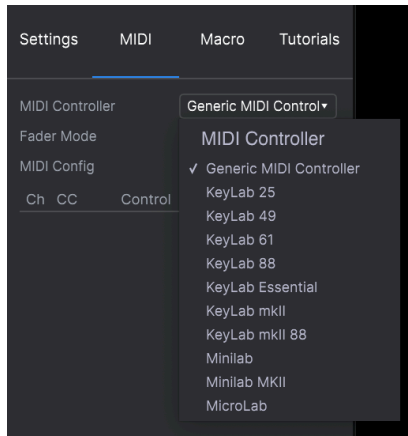 Settings MIDI Macro Tutorials
MIDI Controller Generic MIDI Control▾
Fader Mode
MIDI Config
Ch CC Control
MIDI Controller
✓ Generic MIDI Controller
KeyLab 25
KeyLab 49
KeyLab 61
KeyLab 88
KeyLab Essential
KeyLab mkII
KeyLab mkII 88
Minilab
Minilab MKII
MicroLab